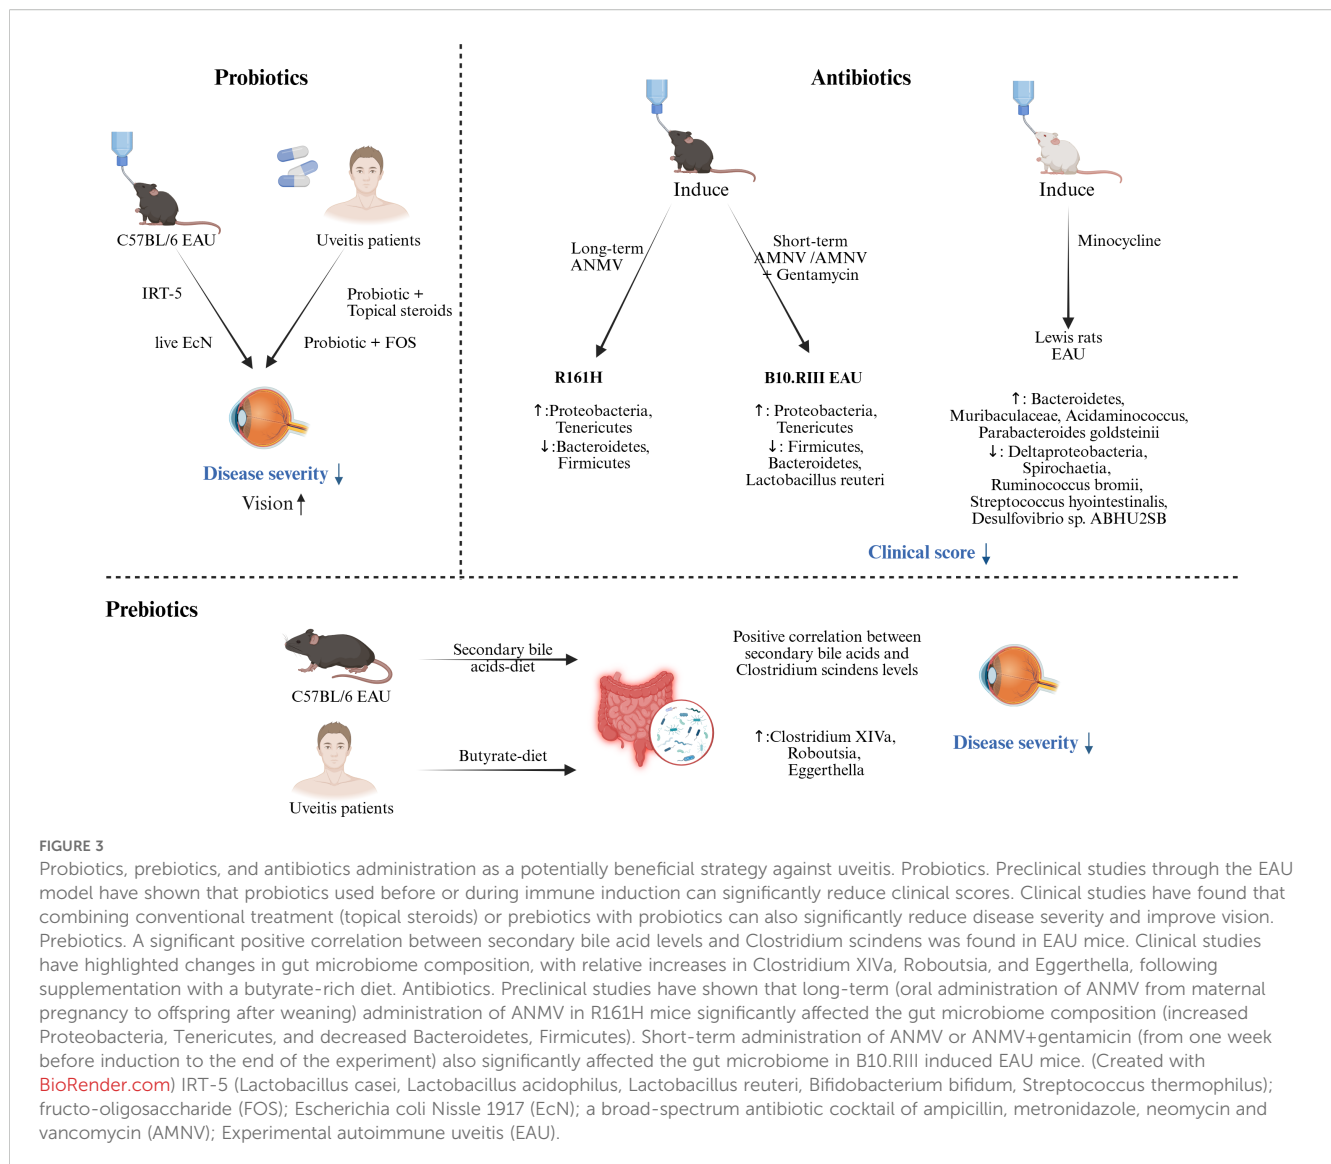 Probiotics
C57BL/6 EAU
Uveitis patients
IRT-5
live EcN
Probiotic +
Topical steroids
Probiotic + FOS
Disease severity ↓
Vision ↑
Antibiotics
Induce
Long-term
ANMV
Short-term
AMNV /AMNV
+ Gentamycin
R161H
↑:Proteobacteria,
Tenericutes
↓:Bacteroidetes,
Firmicutes
B10.RIII EAU
↑: Proteobacteria,
Tenericutes
↓: Firmicutes,
Bacteroidetes,
Lactobacillus reuteri
Induce
Minocycline
Lewis rats
EAU
↑: Bacteroidetes,
Muribaculaceae, Acidaminococcus,
Parabacteroides goldsteinii
↓: Deltaproteobacteria,
Spirochaetia,
Ruminococcus bromii,
Streptococcus hyointestinalis,
Desulfovibrio sp. ABHU2SB
Clinical score ↓
Prebiotics
C57BL/6 EAU
Secondary bile
acids-diet
Positive correlation between
secondary bile acids and
Clostridium scindens levels
Uveitis patients
Butyrate-diet
↑:Clostridium XIVa,
Roboutsia,
Eggerthella
Disease severity ↓
FIGURE 3
Probiotics, prebiotics, and antibiotics administration as a potentially beneficial strategy against uveitis. Probiotics. Preclinical studies through the EAU
model have shown that probiotics used before or during immune induction can significantly reduce clinical scores. Clinical studies have found that
combining conventional treatment (topical steroids) or prebiotics with probiotics can also significantly reduce disease severity and improve vision.
Prebiotics. A significant positive correlation between secondary bile acid levels and Clostridium scindens was found in EAU mice. Clinical studies
have highlighted changes in gut microbiome composition, with relative increases in Clostridium XIVa, Roboutsia, and Eggerthella, following
supplementation with a butyrate-rich diet. Antibiotics. Preclinical studies have shown that long-term (oral administration of ANMV from maternal
pregnancy to offspring after weaning) administration of ANMV in R161H mice significantly affected the gut microbiome composition (increased
Proteobacteria, Tenericutes, and decreased Bacteroidetes, Firmicutes). Short-term administration of ANMV or ANMV+gentamicin (from one week
before induction to the end of the experiment) also significantly affected the gut microbiome in B10.RIII induced EAU mice. (Created with
BioRender.com) IRT-5 (Lactobacillus casei, Lactobacillus acidophilus, Lactobacillus reuteri, Bifidobacterium bifidum, Streptococcus thermophilus);
fructo-oligosaccharide (FOS); Escherichia coli Nissle 1917 (EcN); a broad-spectrum antibiotic cocktail of ampicillin, metronidazole, neomycin and
vancomycin (AMNV); Experimental autoimmune uveitis (EAU).